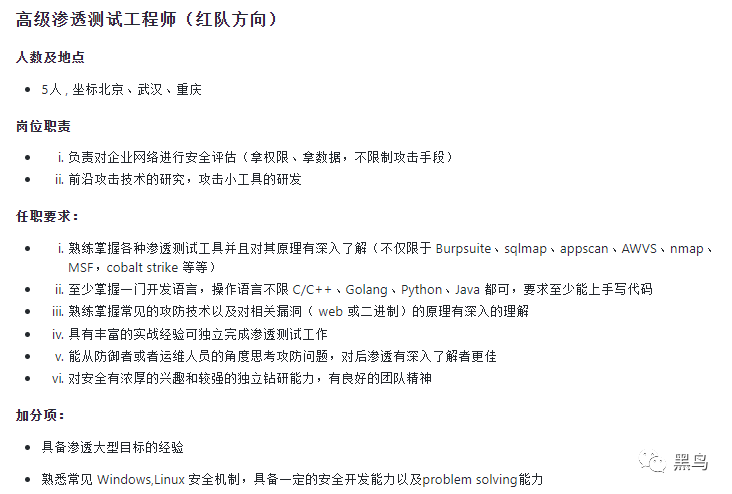 高级渗透测试工程师（红队方向）
人数及地点
• 5人 , 坐标北京、武汉、重庆
岗位职责
• i. 负责对企业网络进行安全评估（拿权限、拿数据，不限制攻击手段）
• ii. 前沿攻击技术的研究，攻击小工具的研发
任职要求：
• i. 熟练掌握各种渗透测试工具并且对其原理有深入了解（不仅限于 Burpsuite、sqlmap、appscan、AWVS、nmap、
MSF，cobalt strike 等等）
• ii. 至少掌握一门开发语言，操作语言不限 C/C++、Golang、Python、Java 都可，要求至少能上手写代码
• iii. 熟练掌握常见的攻防技术以及对相关漏洞（ web 或二进制）的原理有深入的理解
• iv. 具有丰富的实战经验可独立完成渗透测试工作
• v. 能从防御者或者运维人员的角度思考攻防问题，对后渗透有深入了解者更佳
• vi. 对安全有浓厚的兴趣和较强的独立钻研能力，有良好的团队精神
加分项：
• 具备渗透大型目标的经验
• 熟悉常见 Windows,Linux 安全机制，具备一定的安全开发能力以及problem solving能力
黑鸟